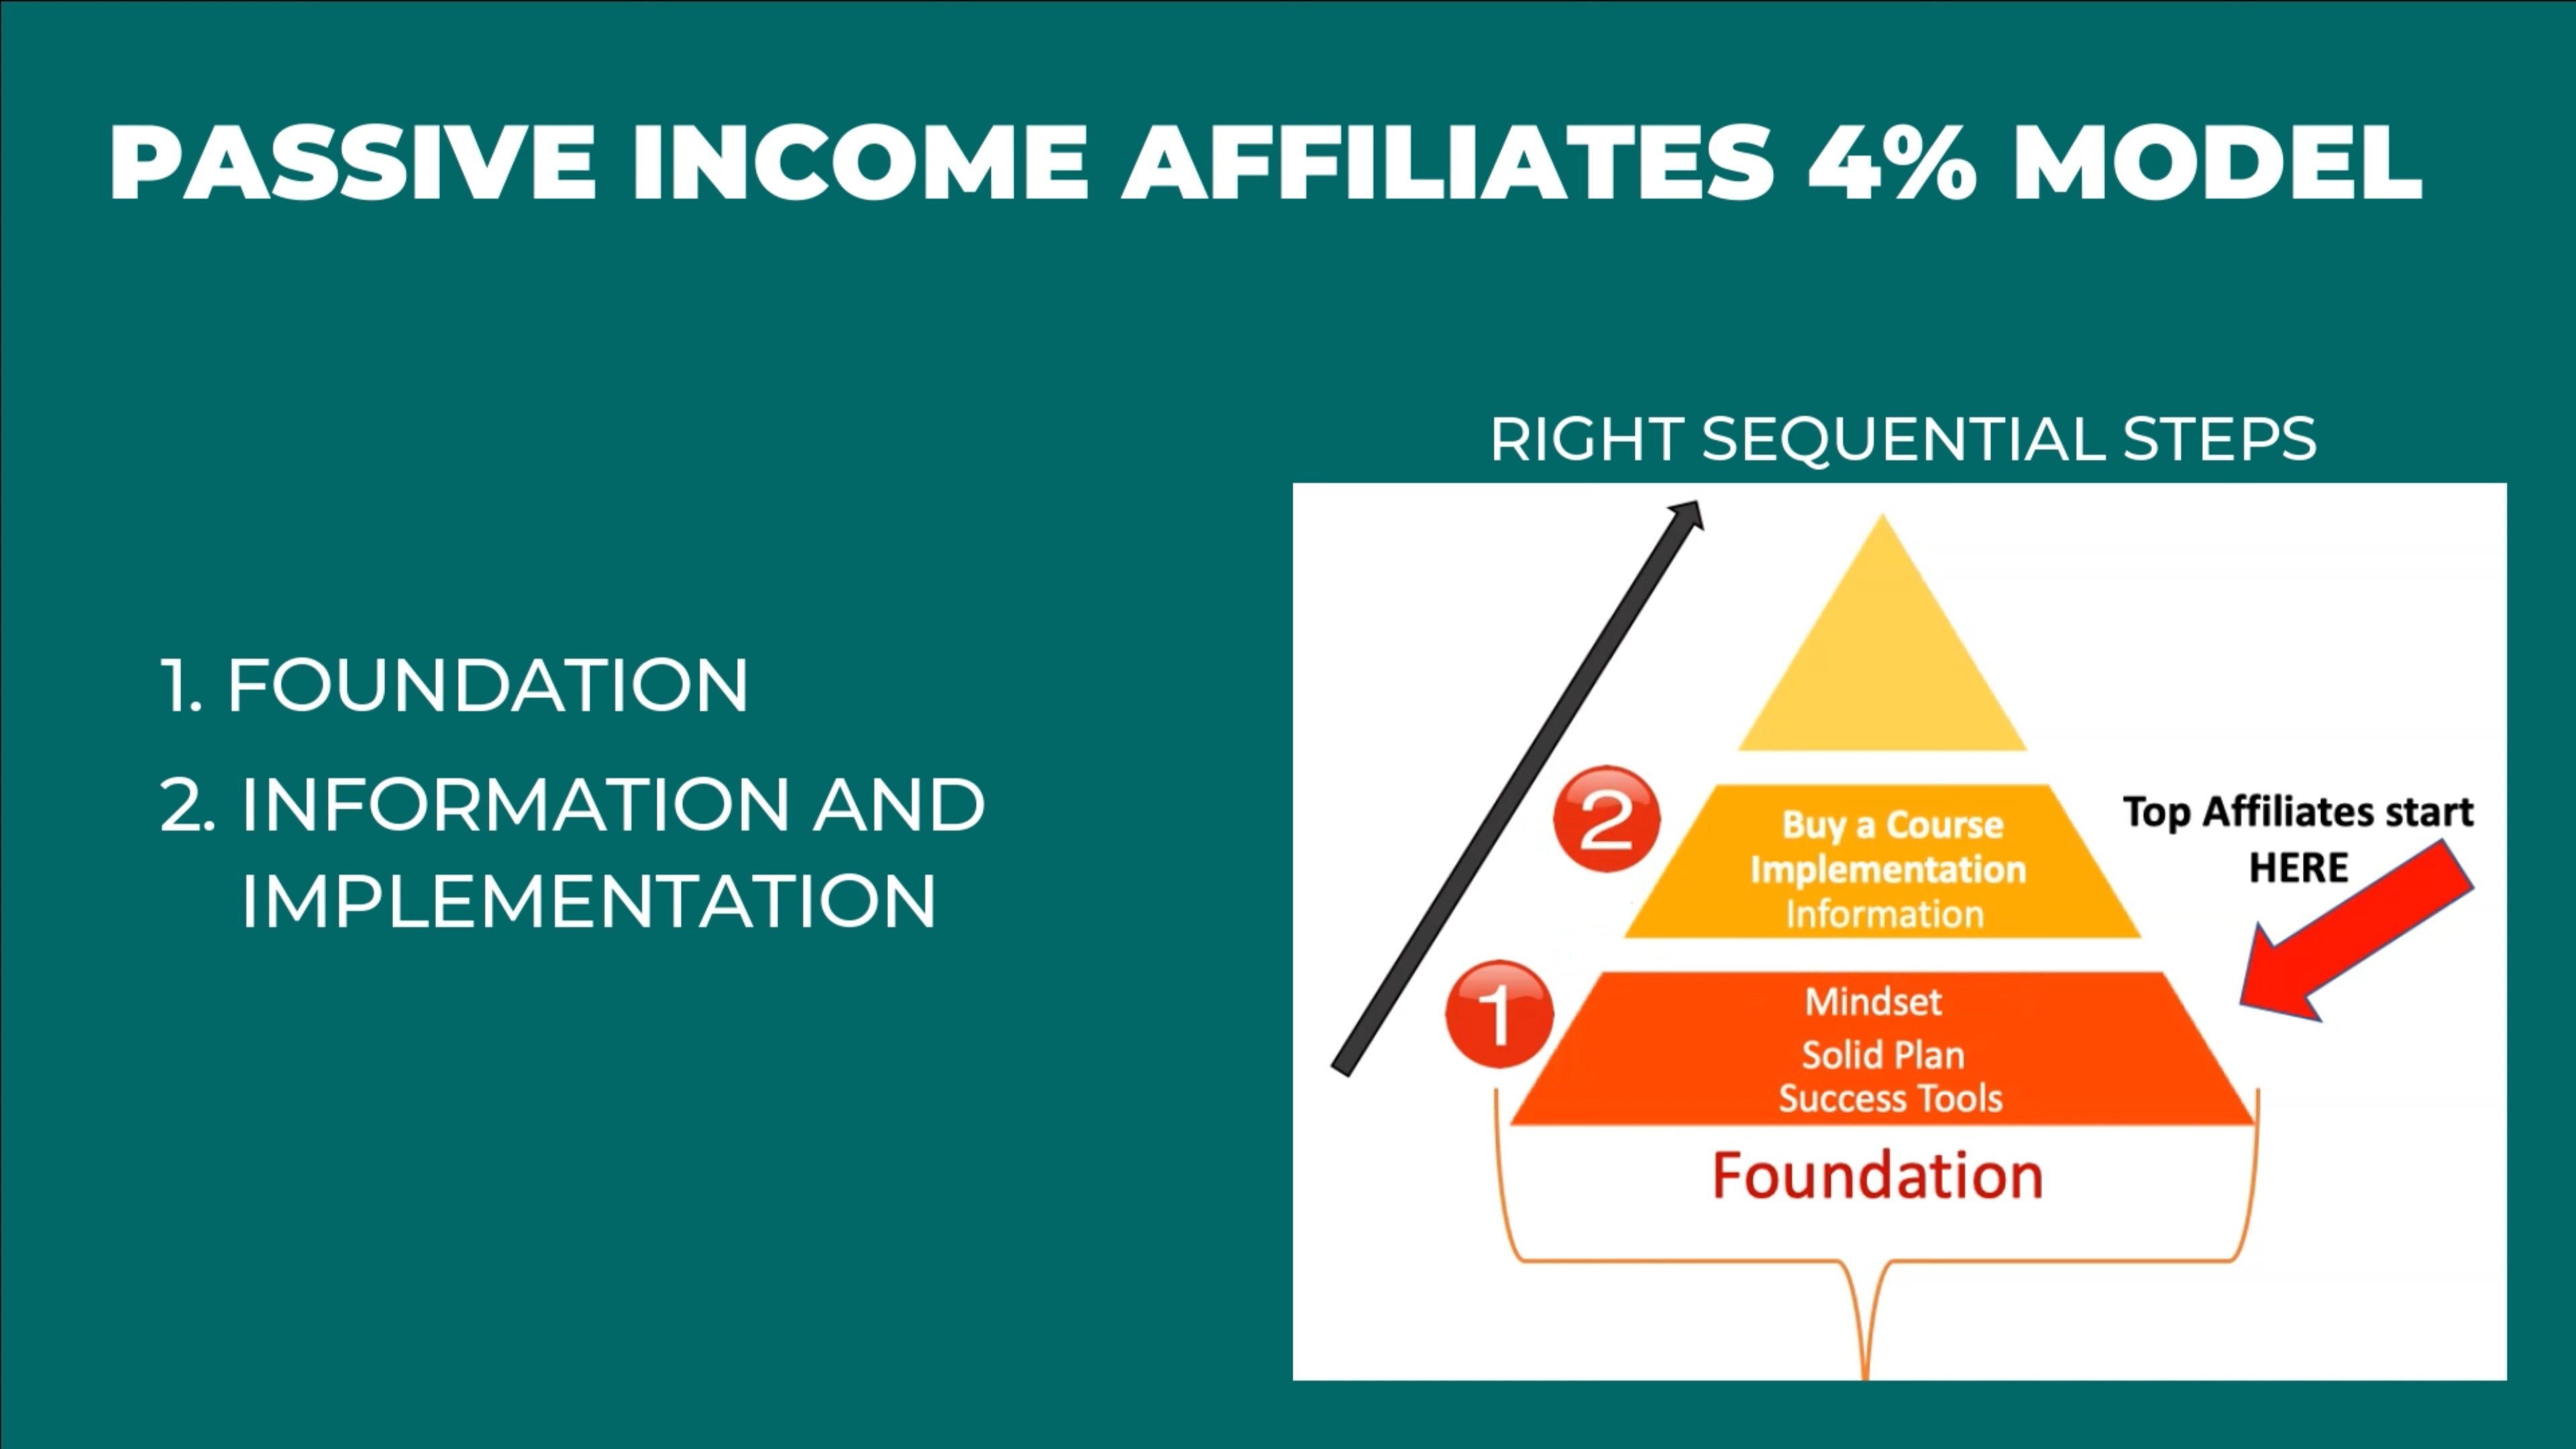 PASSIVE INCOME AFFILIATES 4% MODEL
1. FOUNDATION
2. INFORMATION AND
IMPLEMENTATION
RIGHT SEQUENTIAL STEPS
2
Buy a Course
Implementation
Information
Top Affiliates start
HERE
1
Mindset
Solid Plan
Success Tools
Foundation